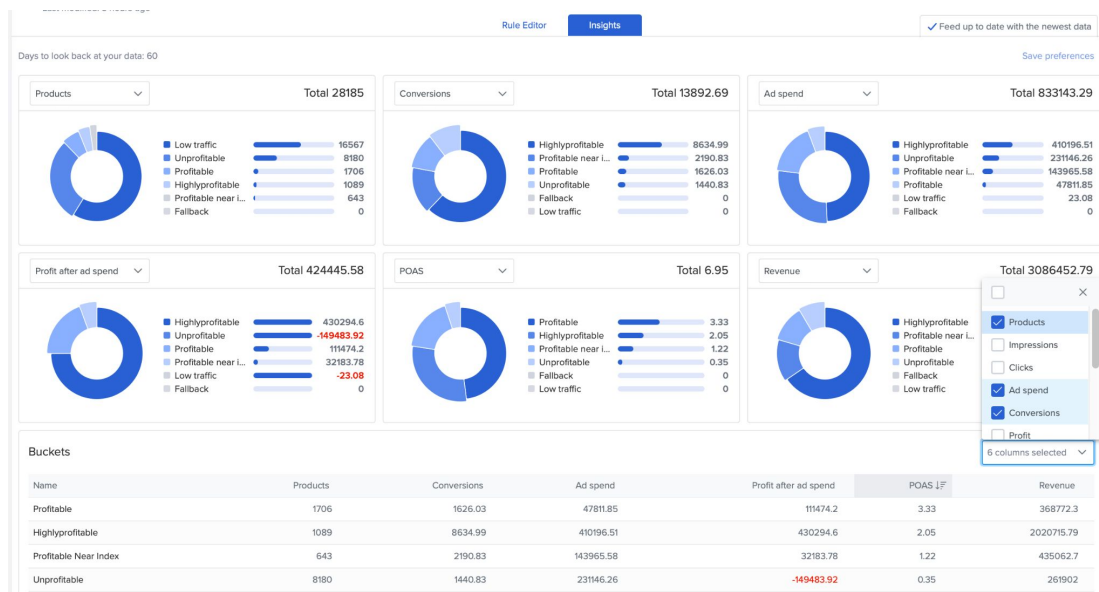 Rule Editor
Insights
Feed up to date with the newest data
Days to look back at your data: 60
Save preferences
Products
Total 28185
Low traffic 16567
Unprofitable 8180
Profitable 1706
Highlyprofitable 1089
Profitable near i... 643
Fallback 0
Conversions
Total 13892.69
Highlyprofitable 8634.99
Profitable near i... 2190.83
Profitable 1626.03
Unprofitable 1440.83
Fallback 0
Low traffic 0
Ad spend
Total 833143.29
Highlyprofitable 410196.51
Unprofitable 231146.26
Profitable near i... 143965.58
Profitable 47811.85
Low traffic 23.08
Fallback 0
Profit after ad spend
Total 424445.58
Highlyprofitable 430294.6
Unprofitable -149483.92
Profitable 111474.2
Profitable near i... 32183.78
Low traffic -23.08
Fallback 0
POAS
Total 6.95
Profitable 3.33
Highlyprofitable 2.05
Profitable near i... 1.22
Unprofitable 0.35
Fallback 0
Low traffic 0
Revenue
Total 3086452.79
Highlyprofitable
Profitable near i...
Profitable
Unprofitable
Fallback
Low traffic
Products
Impressions
Clicks
Ad spend
Conversions
Profit
6 columns selected
Buckets
Name Products Conversions Ad spend Profit after ad spend POAS Revenue
Profitable 1706 1626.03 47811.85 111474.2 3.33 368772.3
Highlyprofitable 1089 8634.99 410196.51 430294.6 2.05 2020715.79
Profitable Near Index 643 2190.83 143965.58 32183.78 1.22 435062.7
Unprofitable 8180 1440.83 231146.26 -149483.92 0.35 261902